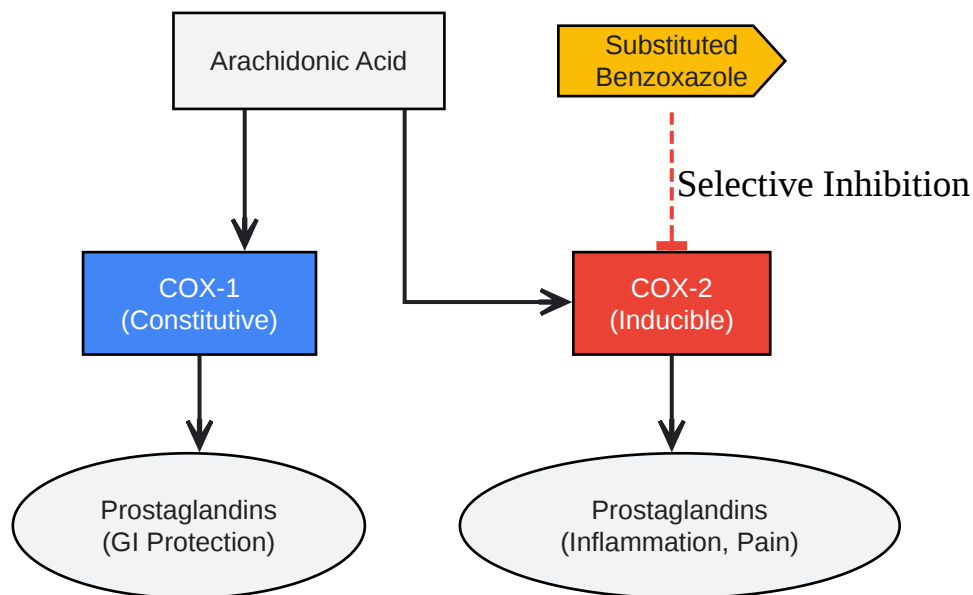 Arachidonic Acid
Substituted
Benzoxazole
Selective Inhibition
COX-1
(Constitutive)
COX-2
(Inducible)
Prostaglandins
(GI Protection)
Prostaglandins
(Inflammation, Pain)